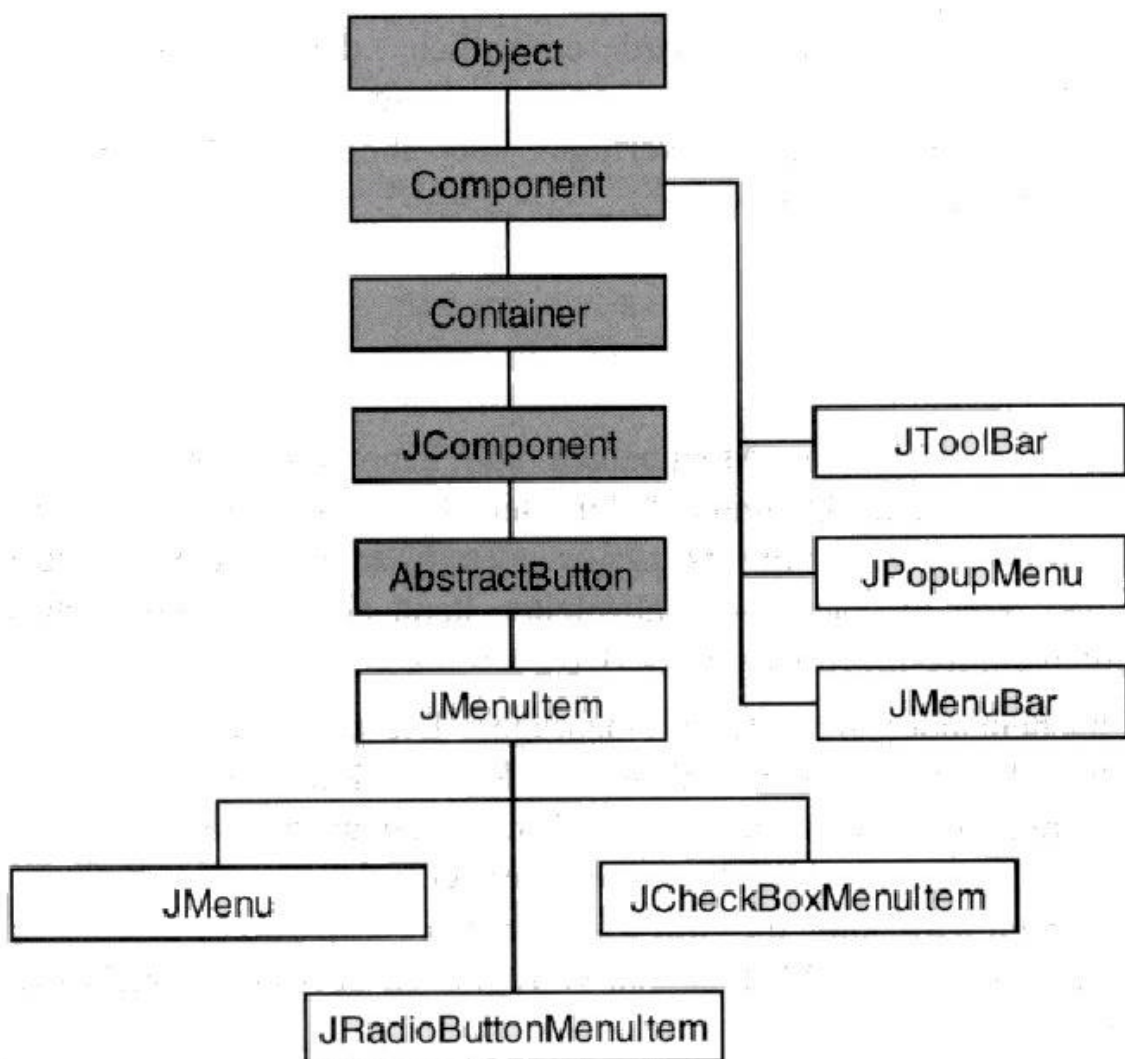 Object
Component
Container
JComponent
JToolBar
AbstractButton
JPopupMenu
JMenuItem
JMenuBar
JMenu
JCheckBoxMenuItem
JRadioButtonMenuItem